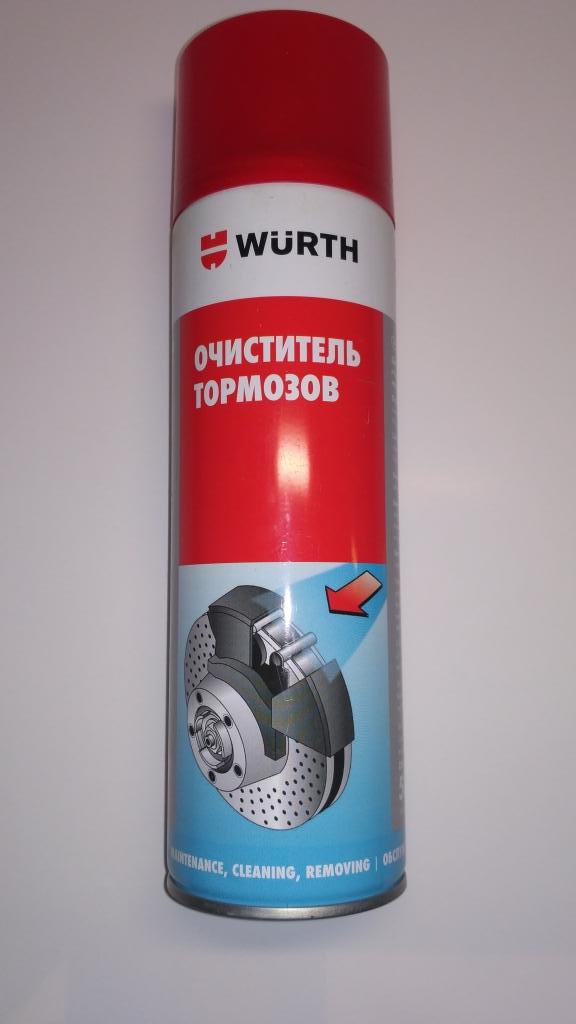 WÜRTH
ОЧИСТИТЕЛЬ
ТОРМОЗОВ
MAINTENANCE, CLEANING, REMOVING |